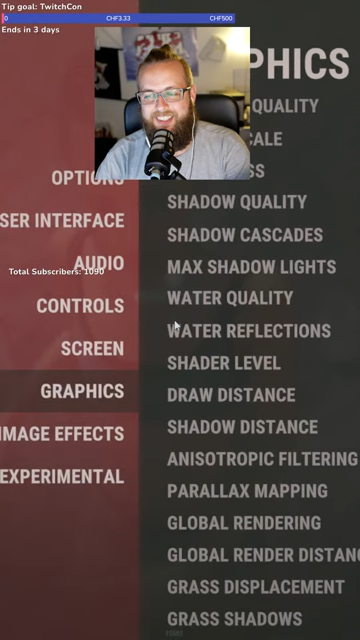 Tip goal: TwitchCon
0 CHF3.33 CHF500
Ends in 3 days
PHICS
QUALITY
CALE
SS
OPTIONS
SHADOW QUALITY
SER INTERFACE
SHADOW CASCADES
AUDIO
MAX SHADOW LIGHTS
Total Subscribers: 1090
WATER QUALITY
CONTROLS
WATER REFLECTIONS
SCREEN
SHADER LEVEL
GRAPHICS
DRAW DISTANCE
SHADOW DISTANCE
IMAGE EFFECTS
ANISOTROPIC FILTERING
EXPERIMENTAL
PARALLAX MAPPING
GLOBAL RENDERING
GLOBAL RENDER DISTANC
GRASS DISPLACEMENT
GRASS SHADOWS